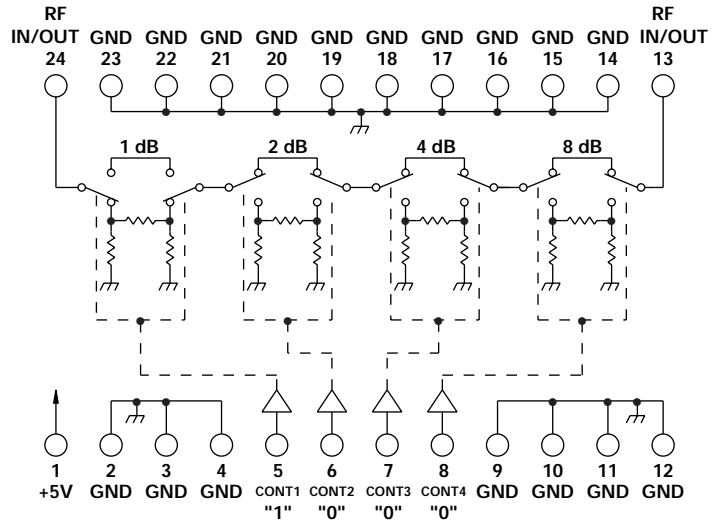 RF RF
IN/OUT GND GND GND GND GND GND GND GND GND GND IN/OUT
24 23 22 21 20 19 18 17 16 15 14 13
1 dB 2 dB 4 dB 8 dB
1 2 3 4 5 6 7 8 9 10 11 12
+5V GND GND GND CONT1 CONT2 CONT3 CONT4 GND GND GND GND
"1" "0" "0" "0"